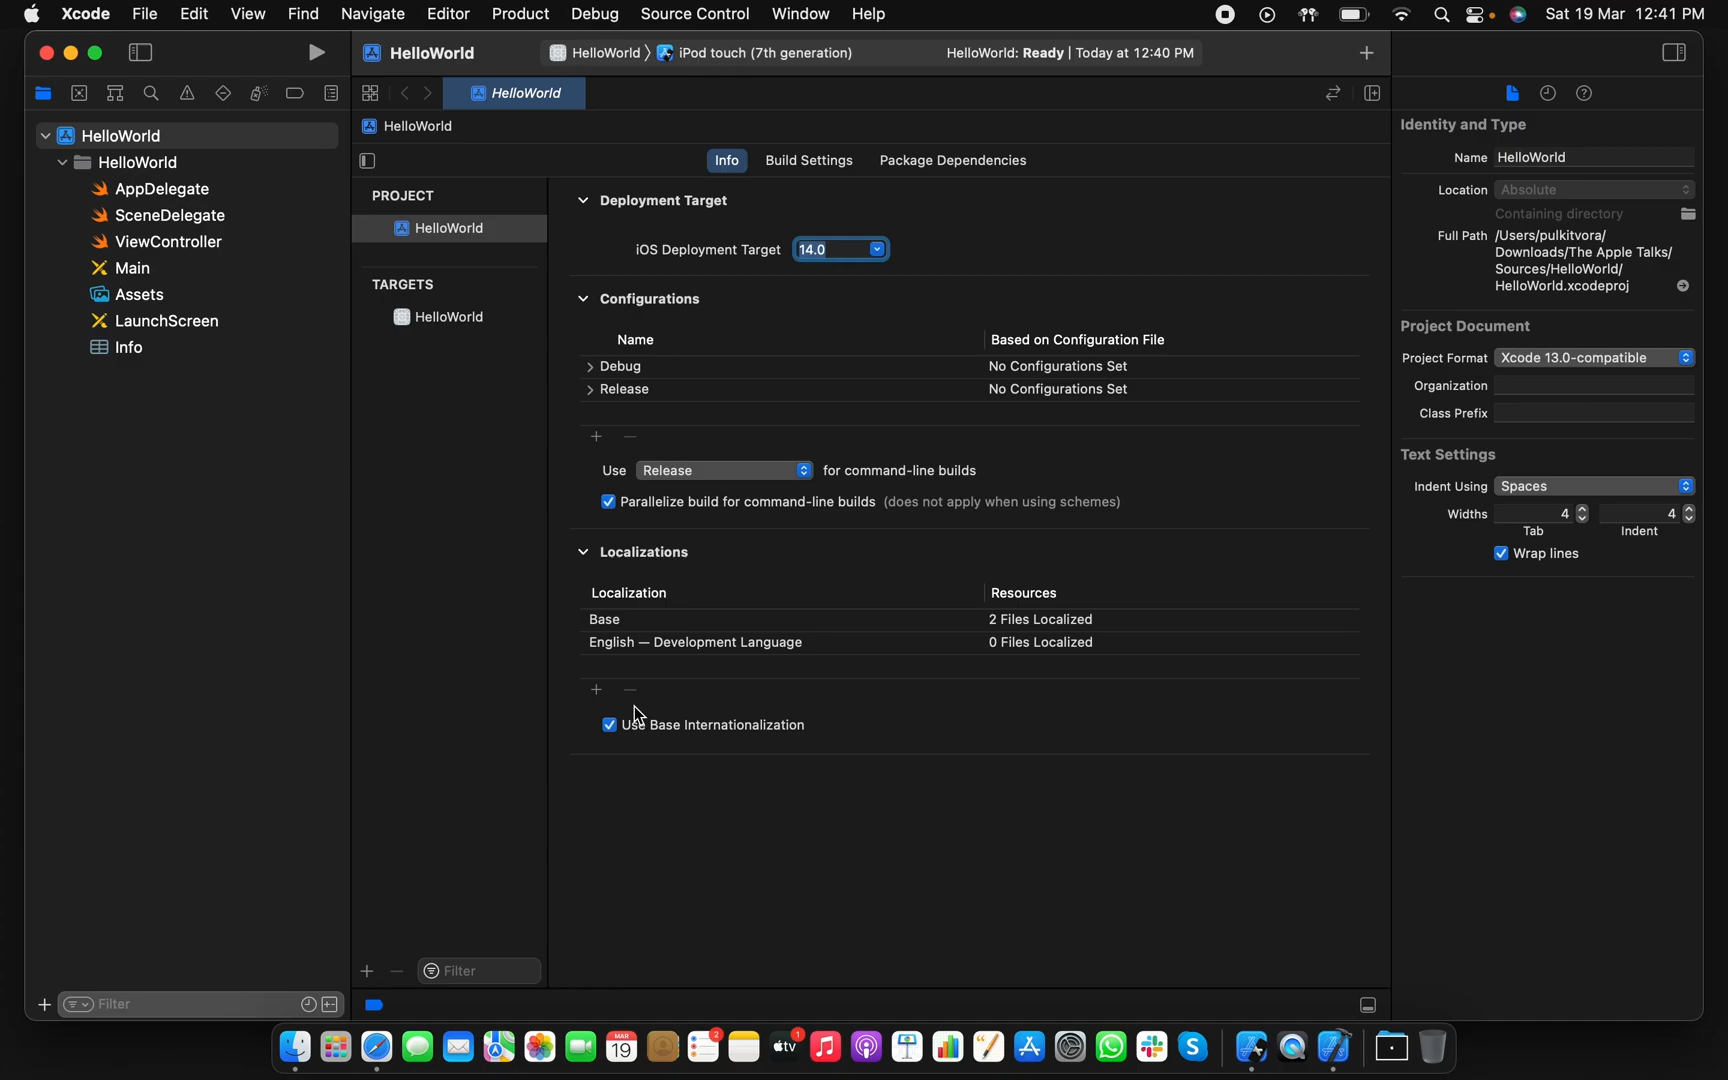 Xcode File Edit View Find Navigate Editor Product Debug Source Control Window Help Sat 19 Mar 12:41 PM
HelloWorld
HelloWorld 〉 iPod touch (7th generation)
HelloWorld: Ready | Today at 12:40 PM
HelloWorld
HelloWorld
HelloWorld
AppDelegate
SceneDelegate
ViewController
Main
Assets
LaunchScreen
Info
Filter
HelloWorld
HelloWorld
Info Build Settings Package Dependencies
PROJECT
HelloWorld
TARGETS
HelloWorld
Filter
Deployment Target
iOS Deployment Target 14.0
Configurations
Name Based on Configuration File
Debug No Configurations Set
Release No Configurations Set
Use Release for command-line builds
Parallelize build for command-line builds (does not apply when using schemes)
Localizations
Localization Resources
Base 2 Files Localized
English — Development Language 0 Files Localized
Use Base Internationalization
Identity and Type
Name HelloWorld
Location Absolute
Containing directory
Full Path /Users/pulkitvora/
Downloads/The Apple Talks/
Sources/HelloWorld/
HelloWorld.xcodeproj
Project Document
Project Format Xcode 13.0-compatible
Organization
Class Prefix
Text Settings
Indent Using Spaces
Widths 4 4
Tab Indent
Wrap lines
MAR
19
2
tv
1